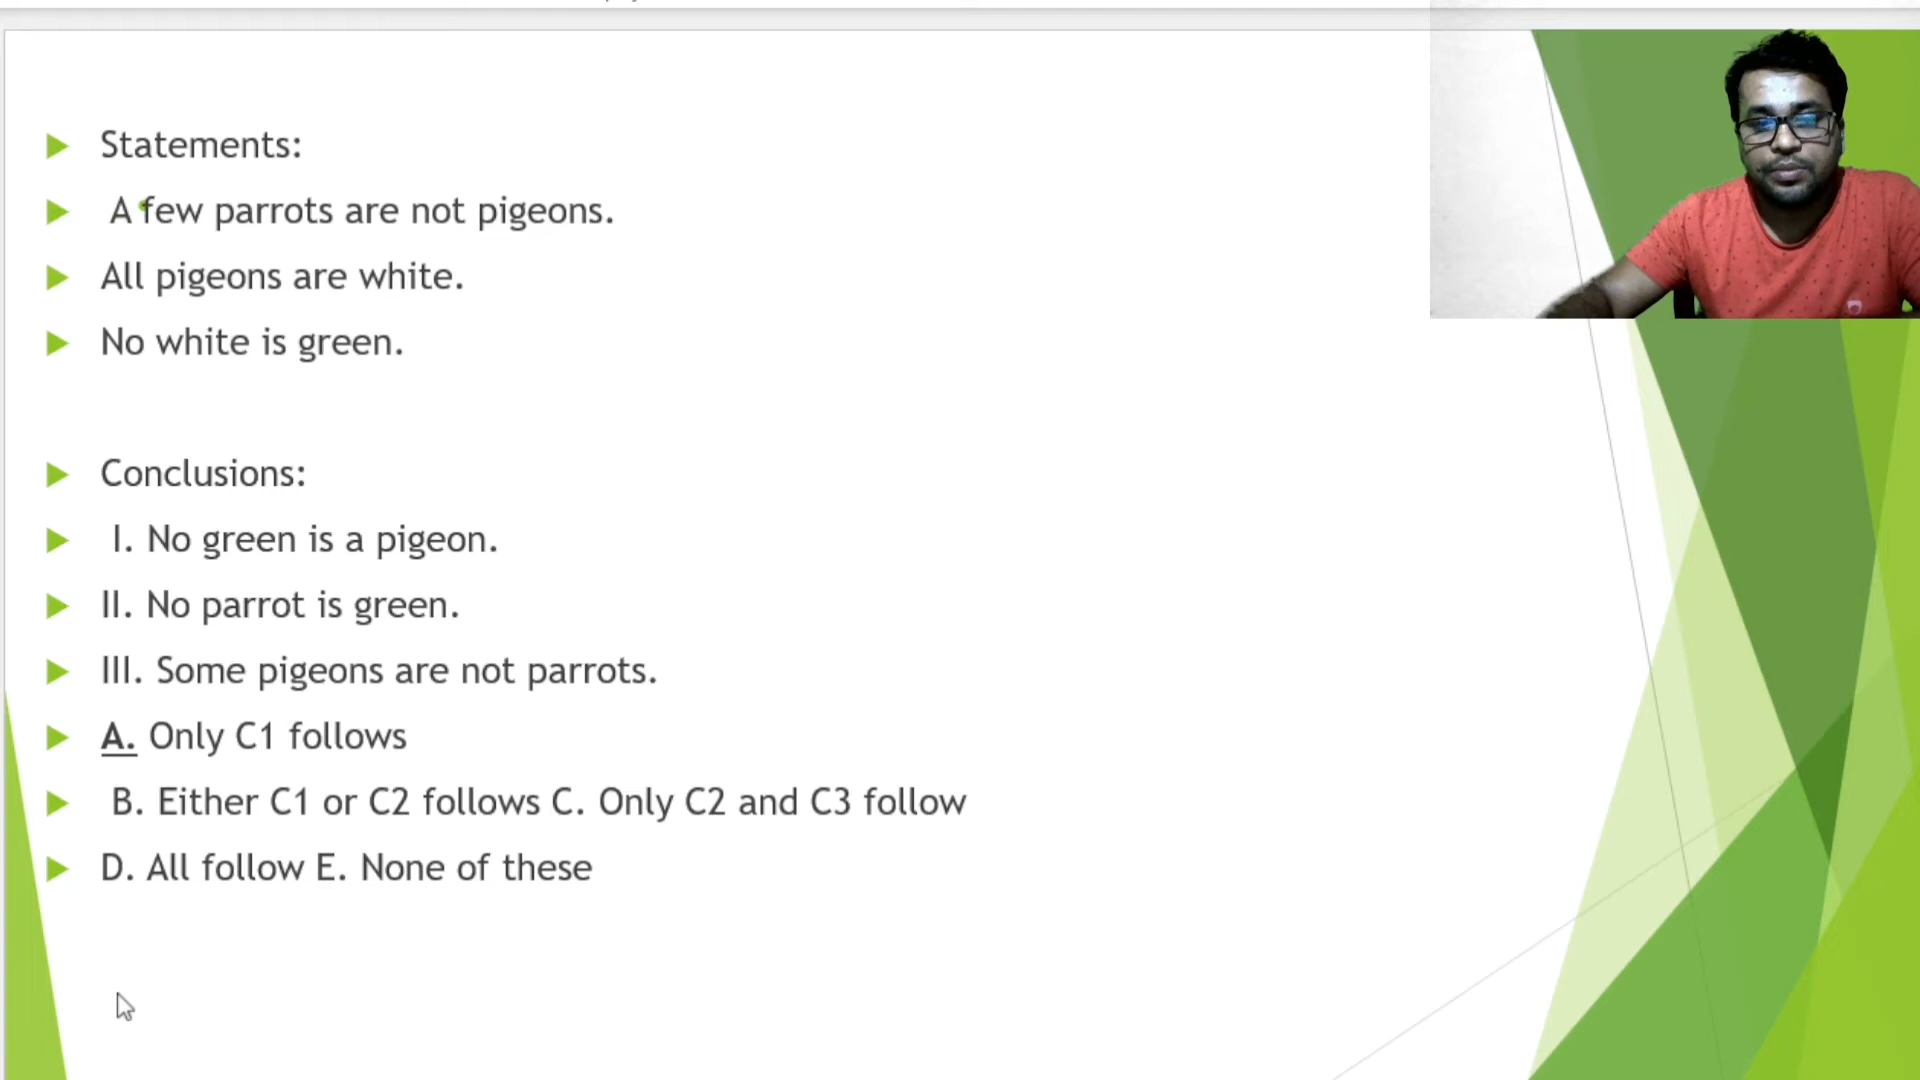 Statements:
A few parrots are not pigeons.
All pigeons are white.
No white is green.
Conclusions:
I. No green is a pigeon.
II. No parrot is green.
III. Some pigeons are not parrots.
A. Only C1 follows
B. Either C1 or C2 follows C. Only C2 and C3 follow
D. All follow E. None of these